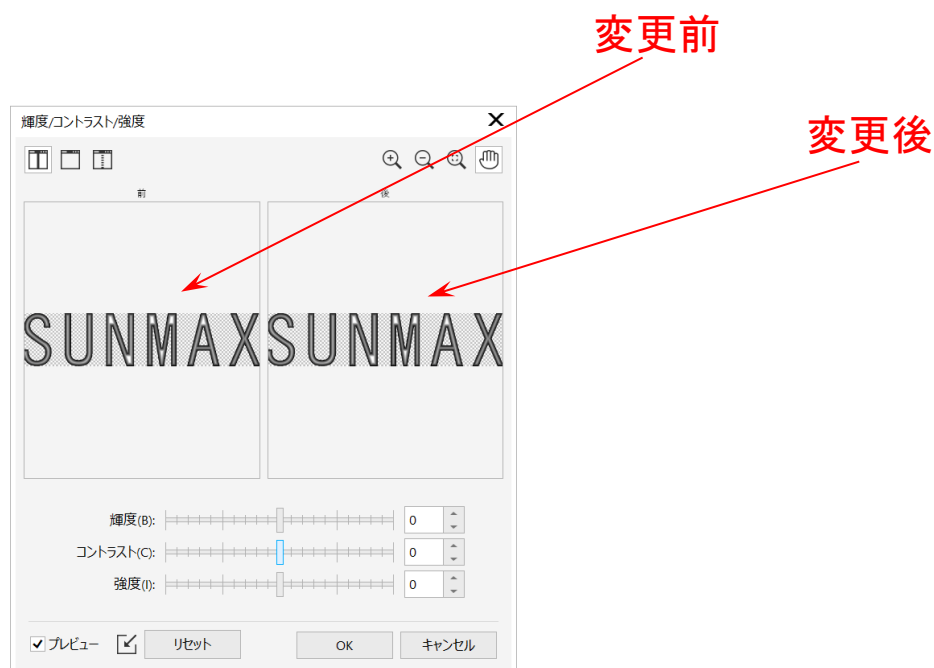 変更前
変更後
輝度/コントラスト/強度
前
後
SUNMAX
SUNMAX
輝度(B):
0
コントラスト(C):
0
強度(I):
0
プレビュー
リセット
OK
キャンセル